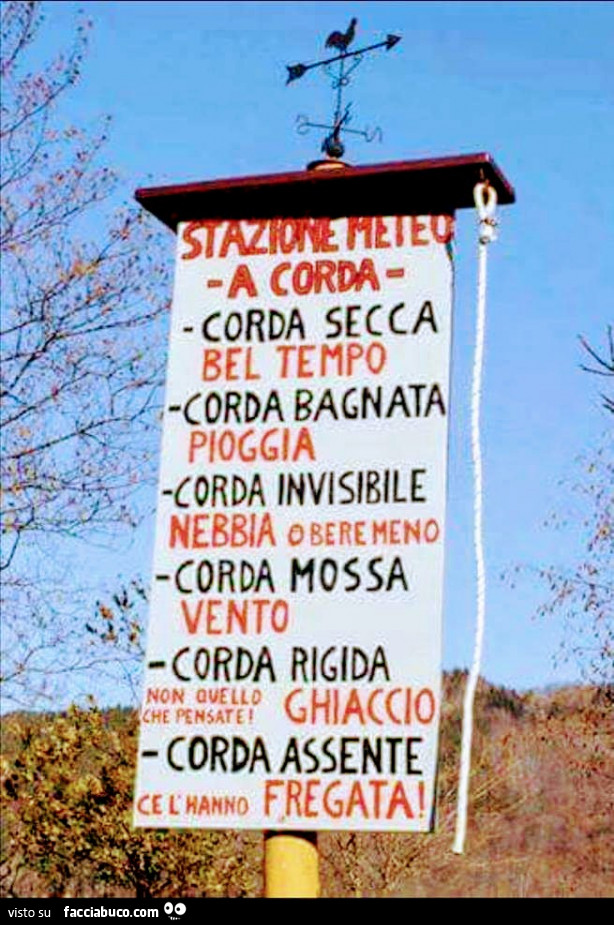 STAZIONE METEO
- A CORDA -
- CORDA SECCA
BEL TEMPO
- CORDA BAGNATA
PIOGGIA
- CORDA INVISIBILE
NEBBIA O BERE MENO
- CORDA MOSSA
VENTO
- CORDA RIGIDA
NON QUELLO
CHE PENSATE! GHIACCIO
- CORDA ASSENTE
CE L'HANNO FREGATA!
visto su facciabuco.com